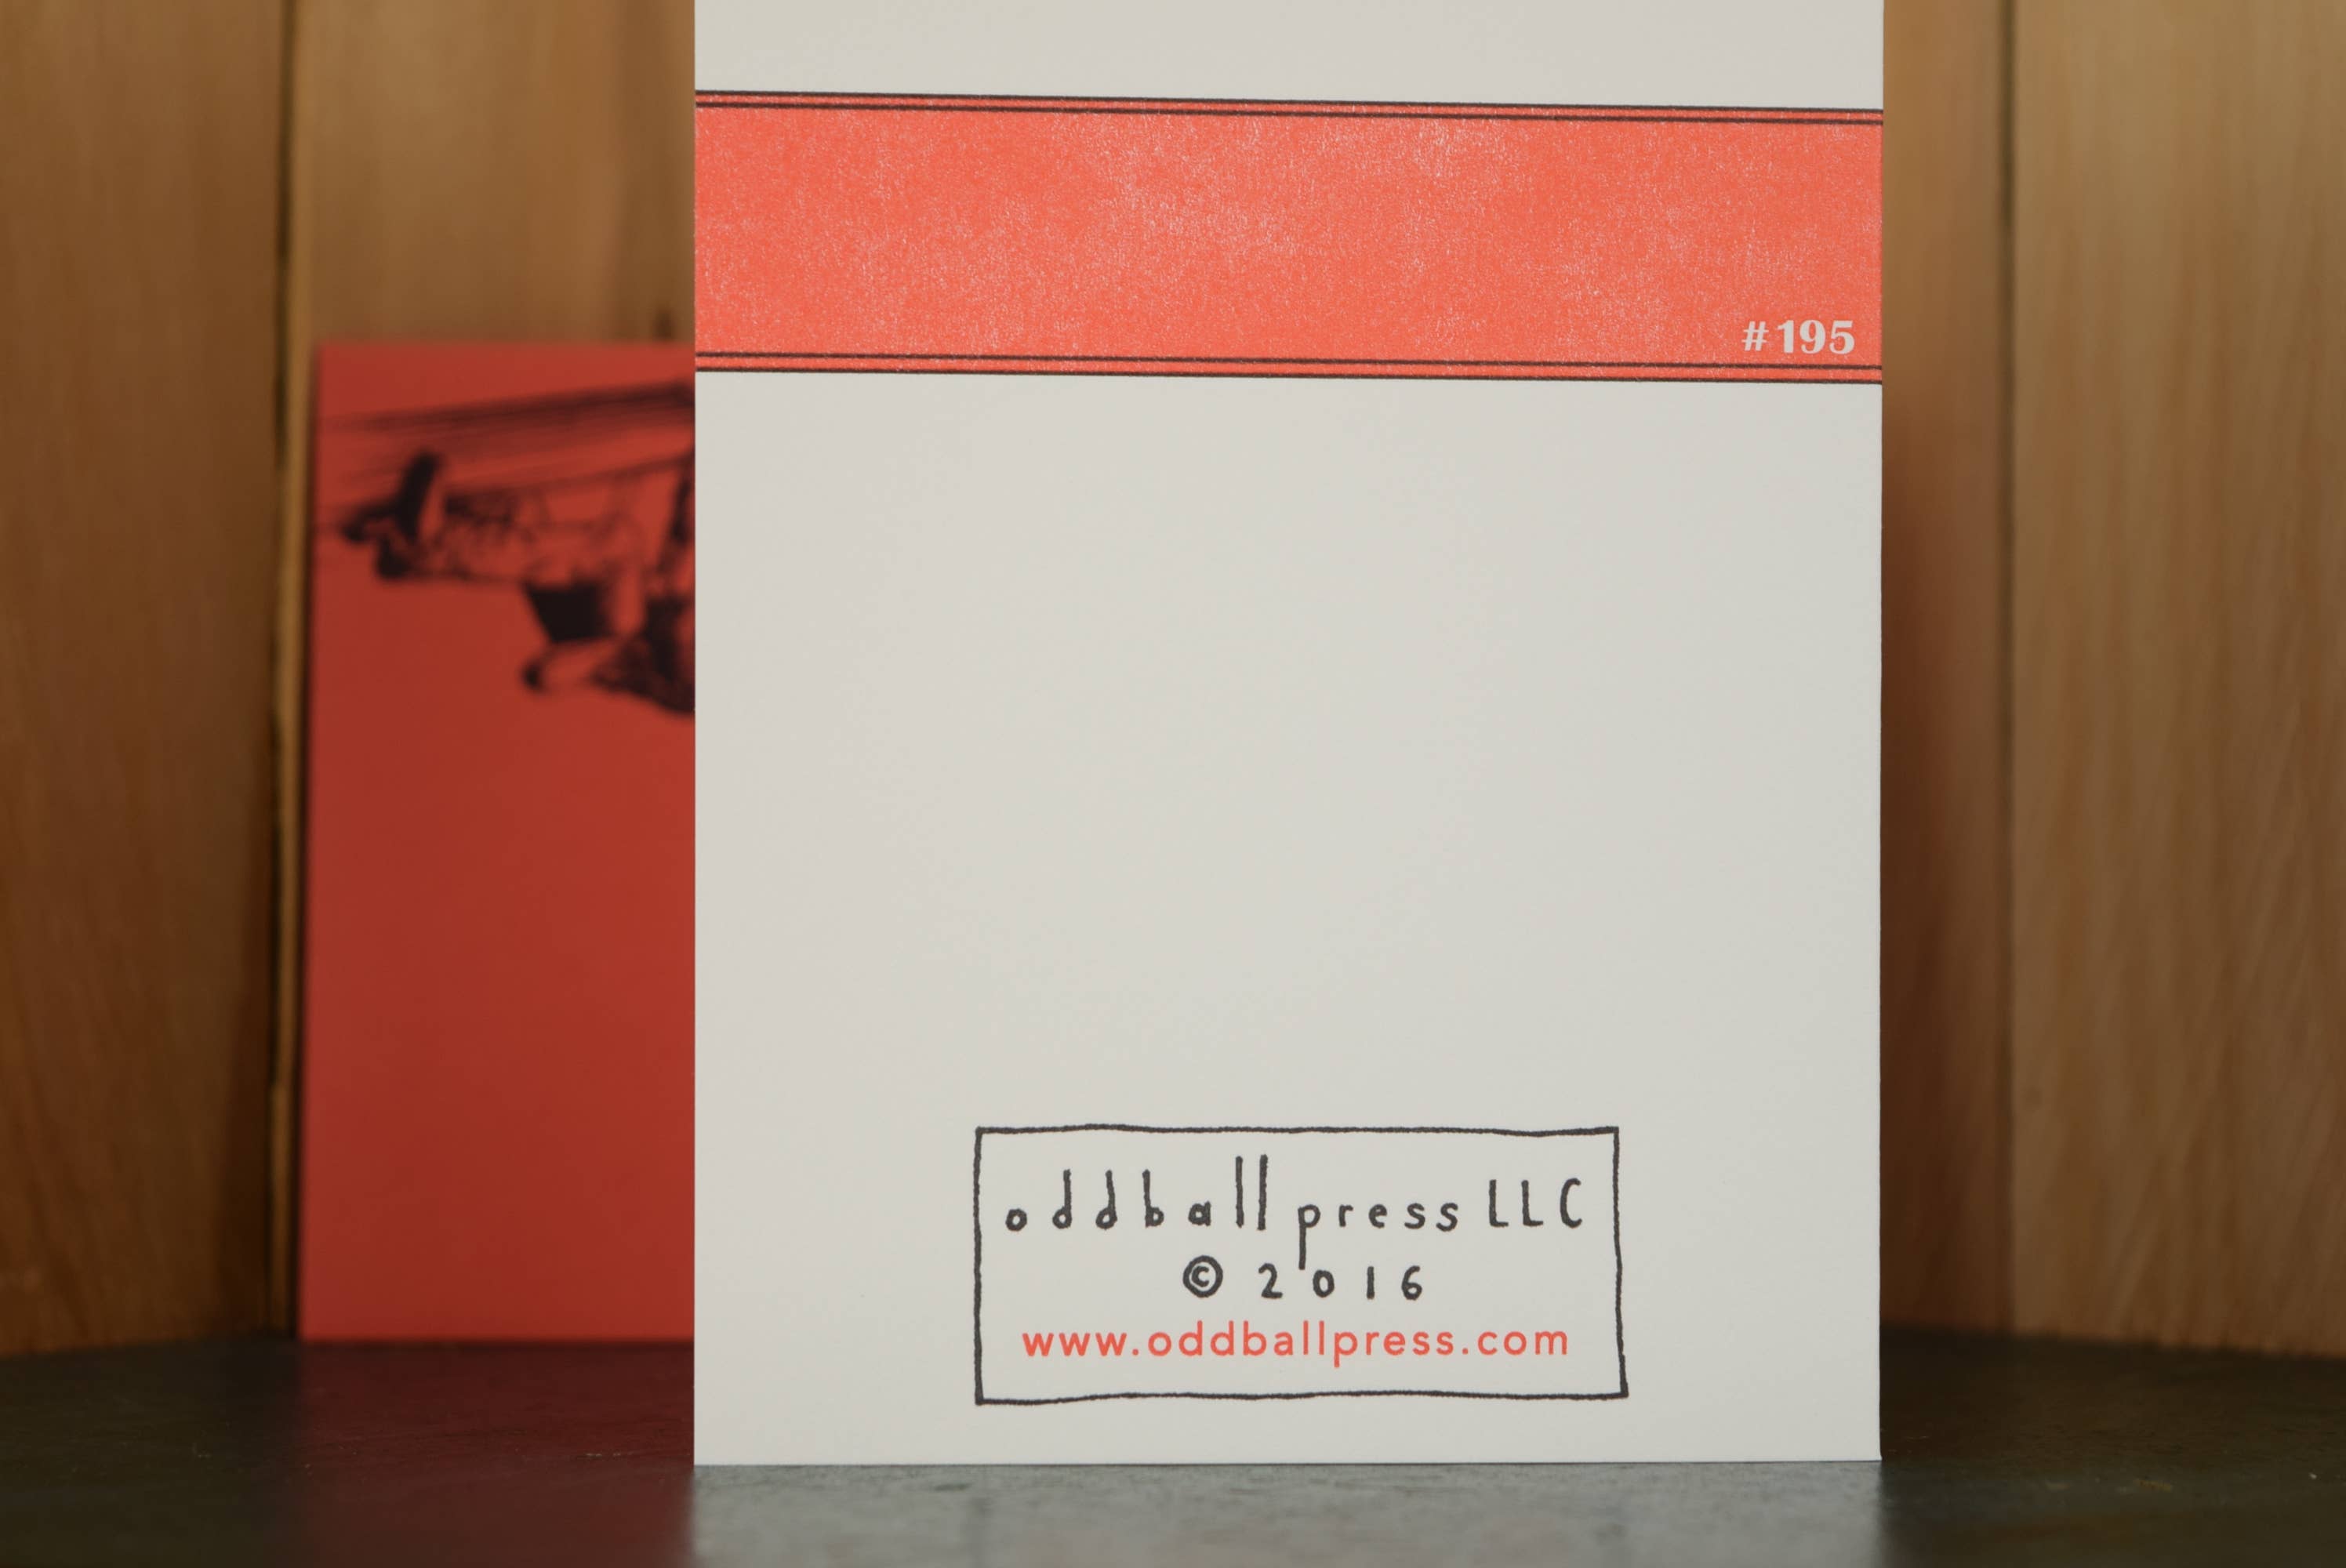 #195
oddball press LLC
© 2016
www.oddballpress.com